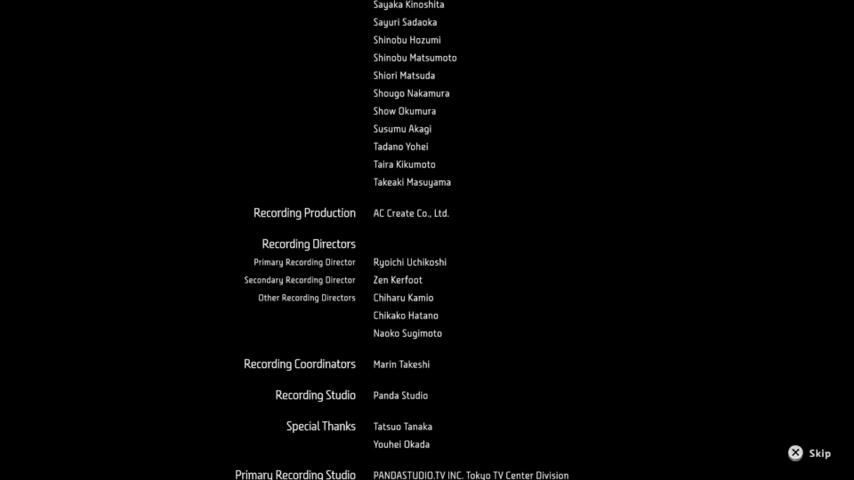 Sayaka Kinoshita
Sayuri Sadaoka
Shinobu Hozumi
Shinobu Matsumoto
Shiori Matsuda
Shougo Nakamura
Show Okumura
Susumu Akagi
Tadano Yohei
Taira Kikumoto
Takeaki Masuyama
Recording Production AC Create Co., Ltd.
Recording Directors
Primary Recording Director Ryoichi Uchikoshi
Secondary Recording Director Zen Kerfoot
Other Recording Directors Chiharu Kamio
Chikako Hatano
Naoko Sugimoto
Recording Coordinators Marin Takeshi
Recording Studio Panda Studio
Special Thanks Tatsuo Tanaka
Youhei Okada
Skip
Primary Recording Studio PANDASTUDIO.TV INC. Tokyo TV Center Division